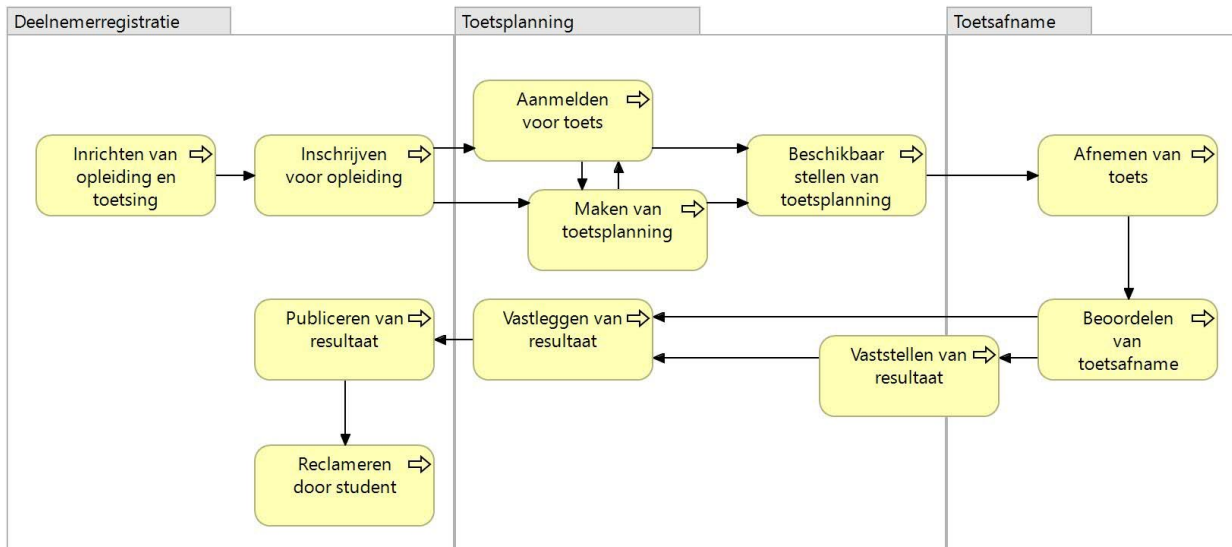 Deelnemerregistratie
Toetsplanning
Toetsafname
Inrichten van
opleiding en
toetsing
Inschrijven
voor opleiding
Aanmelden
voor toets
Maken van
toetsplanning
Beschikbaar
stellen van
toetsplanning
Afnemen van
toets
Publiceren van
resultaat
Vastleggen van
resultaat
Vaststellen van
resultaat
Beoordelen
van
toetsafname
Reclameren
door student